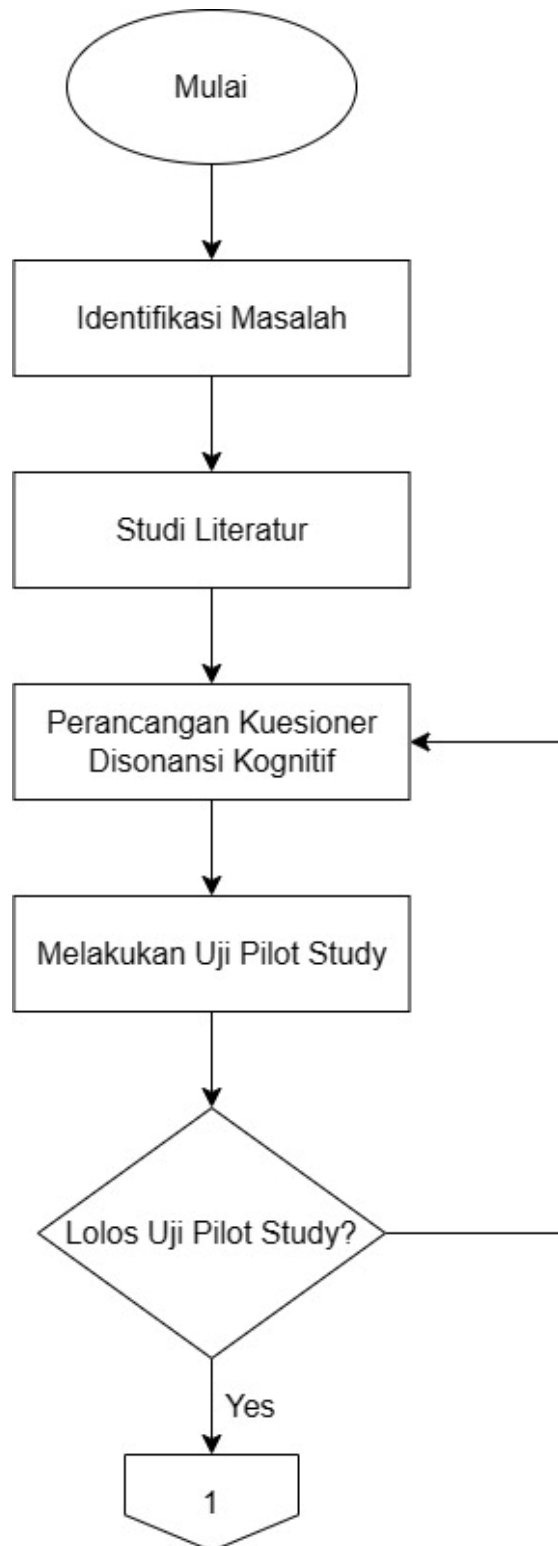 Mulai
Identifikasi Masalah
Studi Literatur
Perancangan Kuesioner
Disonansi Kognitif
Melakukan Uji Pilot Study
Lolos Uji Pilot Study?
Yes
1